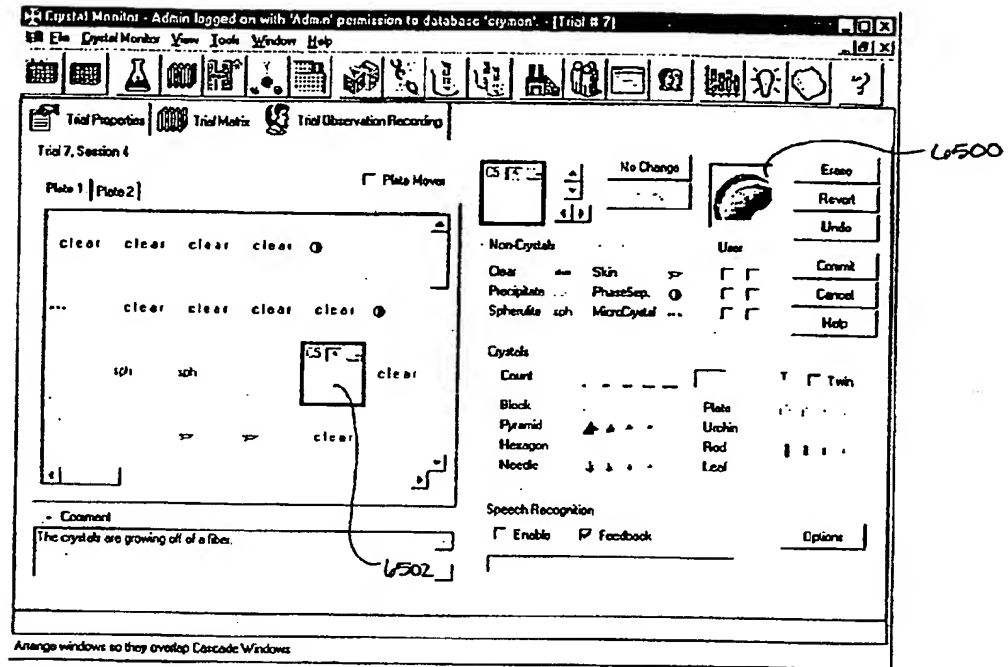 Crystal Monitor - Admin logged on with 'Admin' permission to database 'crymon'. - [Trial # 7]
File Crystal Monitor View Tools Window Help
Trial Properties Trial Matrix Trial Observation Recording
Trial 7, Session 4
Plate 1 Plate 2
Plate Mover
clear clear clear clear
clear clear clear clear
sph sph C5 clear
clear
Comment
The crystals are growing off of a fiber.
6502
C5
No Change
6500
Erase
Revert
Undo
Commit
Cancel
Help
Non-Crystals User
Clear Skin
Precipitate PhaseSep.
Spherulite sph MicroCrystal
Crystals
Count T Twin
Block Plate
Pyramid Urchin
Hexagon Rod
Needle Leaf
Speech Recognition
Enable Feedback Options
Arrange windows so they overlap Cascade Windows